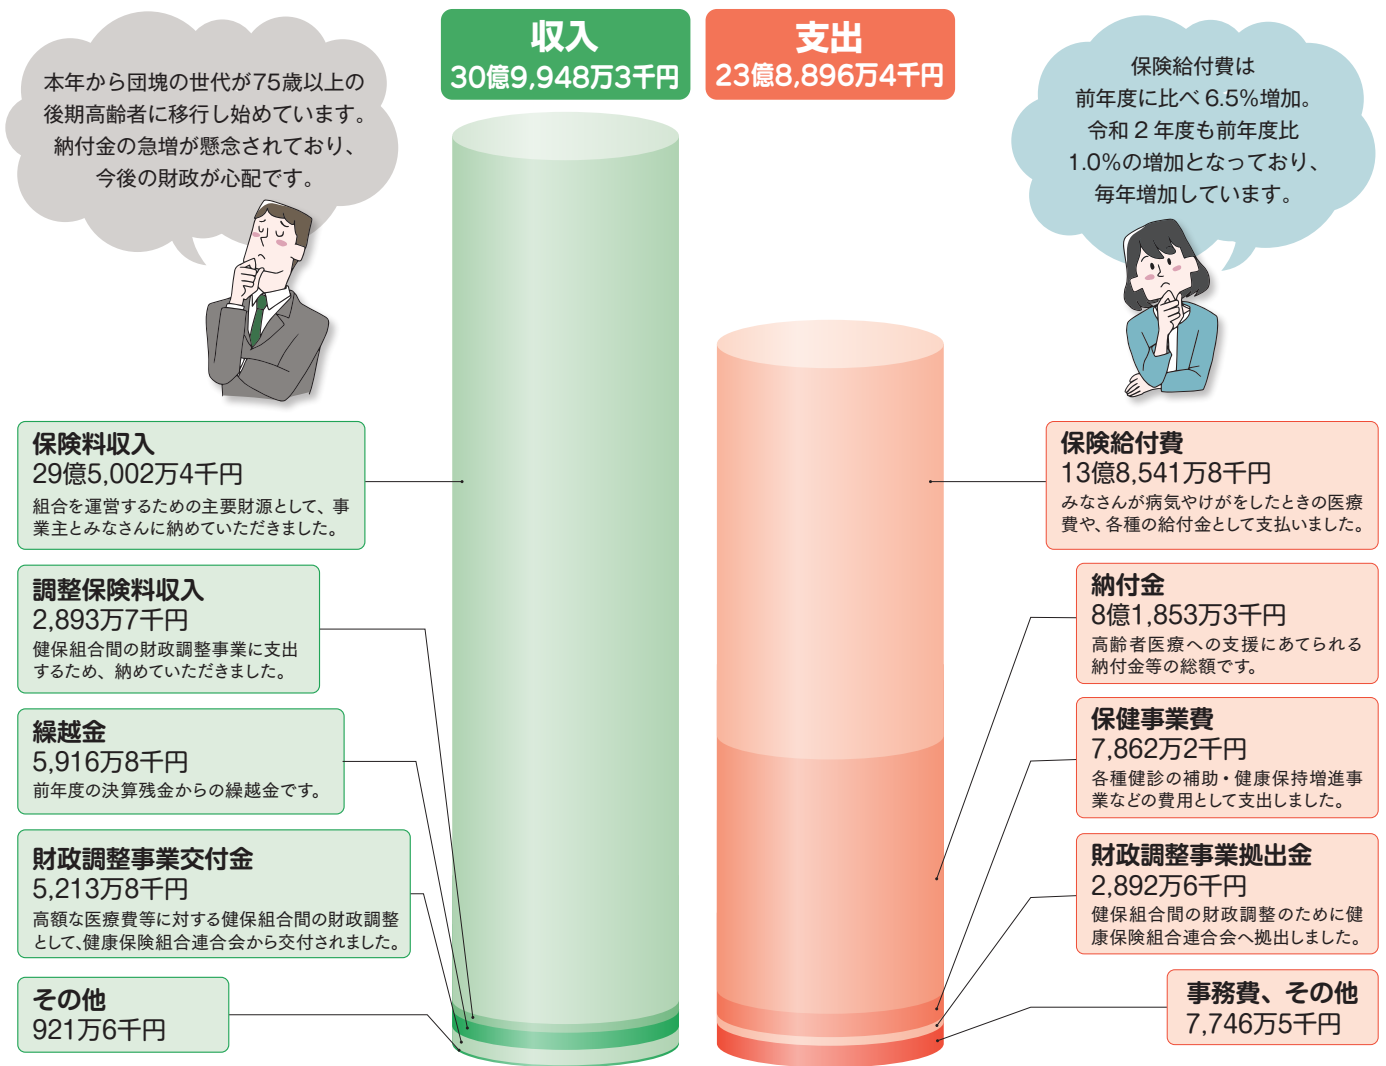 収入
30億9,948万3千円
支出
23億8,896万4千円
本年から団塊の世代が75歳以上の
後期高齢者に移行し始めています。
納付金の急増が懸念されており、
今後の財政が心配です。
保険給付費は
前年度に比べ6.5%増加。
令和2年度も前年度比
1.0%の増加となっており、
毎年増加しています。
保険料収入
29億5,002万4千円
組合を運営するための主要財源として、事
業主とみなさんに納めていただきました。
調整保険料収入
2,893万7千円
健保組合間の財政調整事業に支出
するため、納めていただきました。
繰越金
5,916万8千円
前年度の決算残金からの繰越金です。
財政調整事業交付金
5,213万8千円
高額な医療費等に対する健保組合間の財政調整
として、健康保険組合連合会から交付されました。
その他
921万6千円
保険給付費
13億8,541万8千円
みなさんが病気やけがをしたときの医療
費や、各種の給付金として支払いました。
納付金
8億1,853万3千円
高齢者医療への支援にあてられる
納付金等の総額です。
保健事業費
7,862万2千円
各種健診の補助・健康保持増進事
業などの費用として支出しました。
財政調整事業拠出金
2,892万6千円
健保組合間の財政調整のために健
康保険組合連合会へ拠出しました。
事務費、その他
7,746万5千円